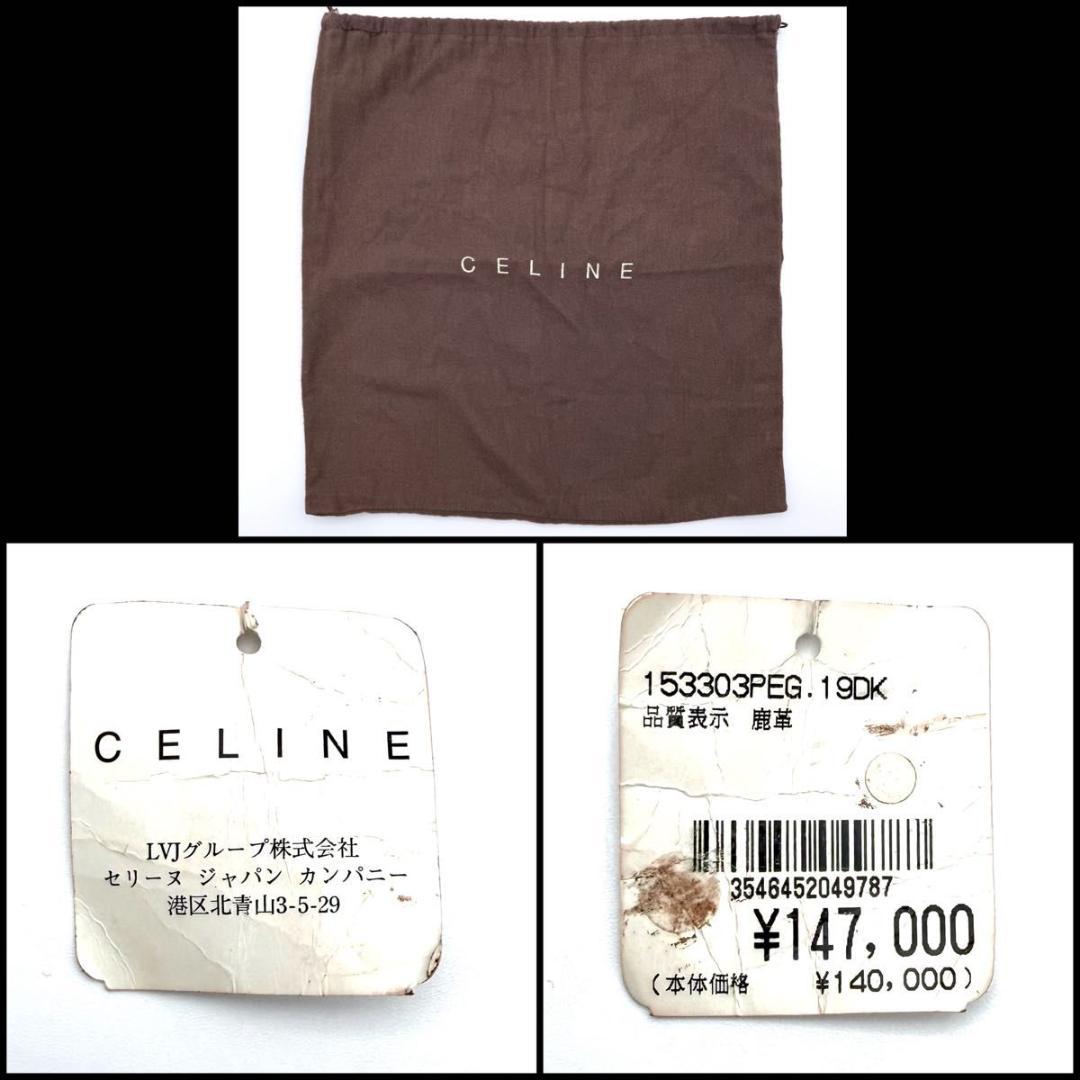 CELINE
CELINE
LVJグループ株式会社
セリーヌ ジャパン カンパニー
港区北青山3-5-29
153303PEG.19DK
品質表示 鹿革
3546452049787
¥147,000
(本体価格 ¥140,000)